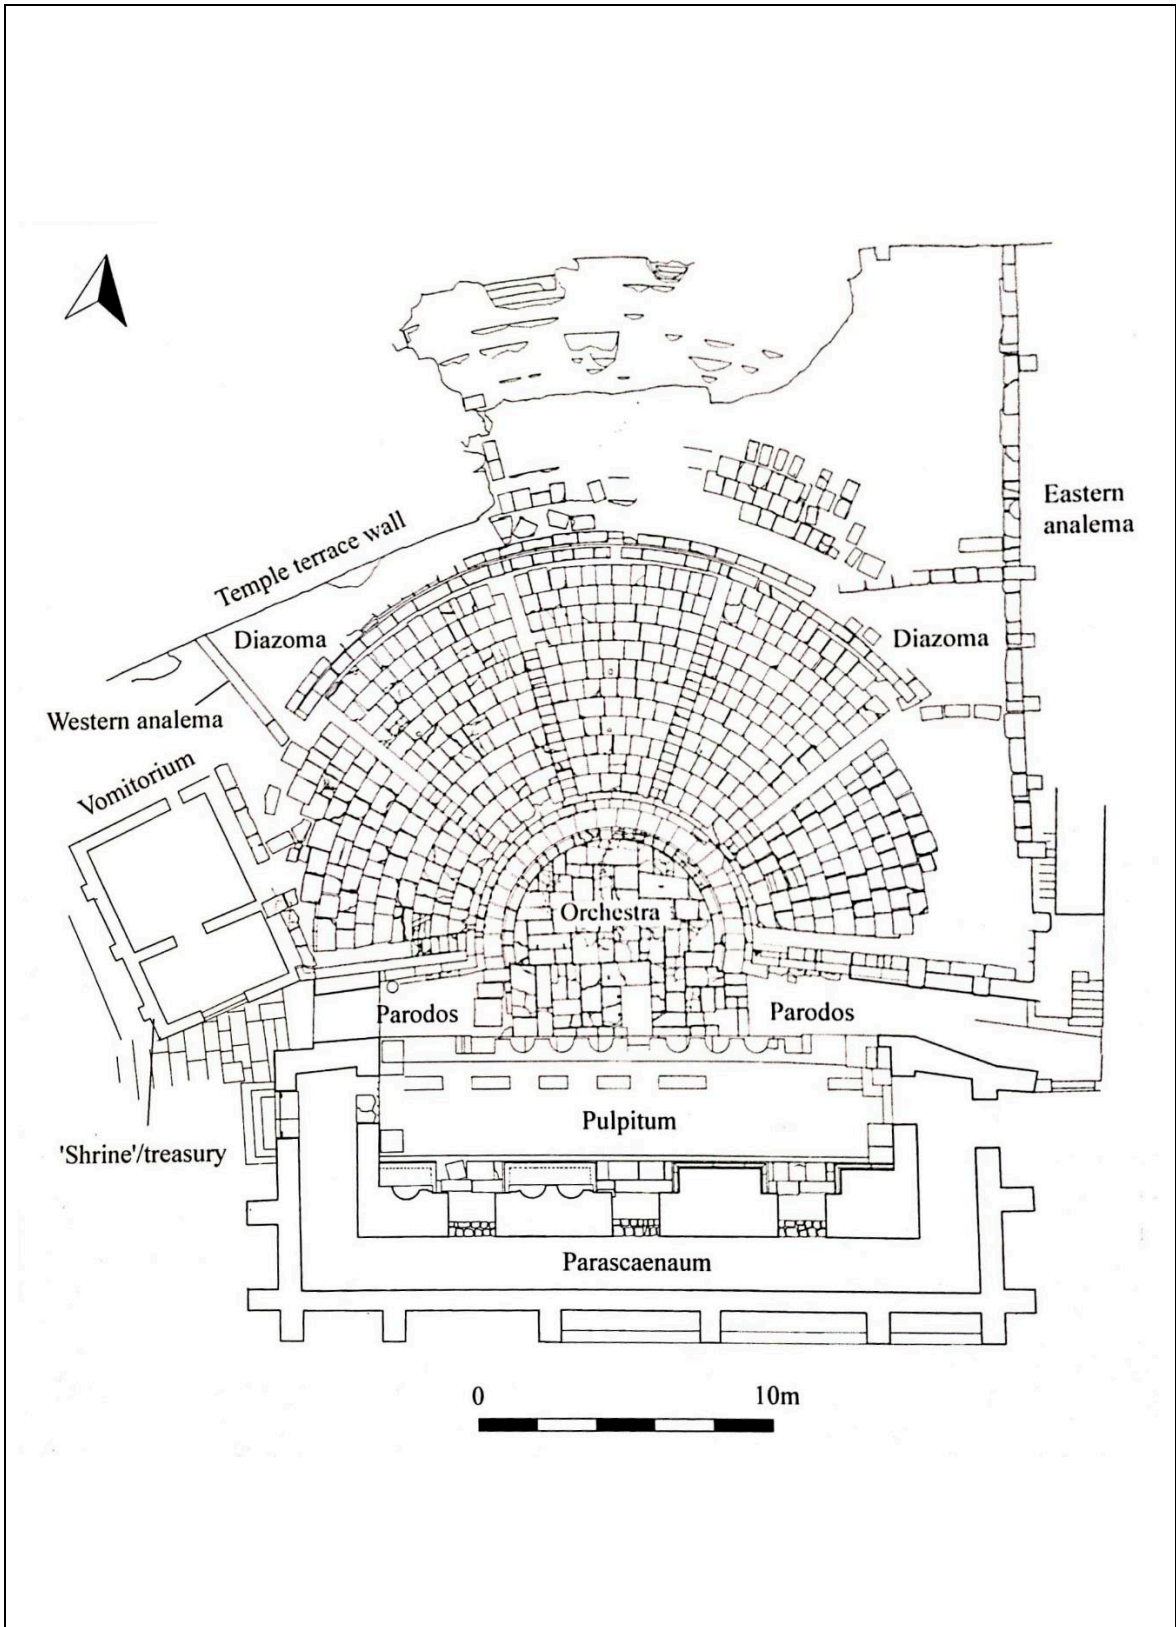 Eastern
analema
Temple terrace wall
Diazoma
Diazoma
Western analema
Vomitorium
Orchestra
Parodos
Parodos
Pulpitum
'Shrine'/treasury
Parascaenaum
0
10m